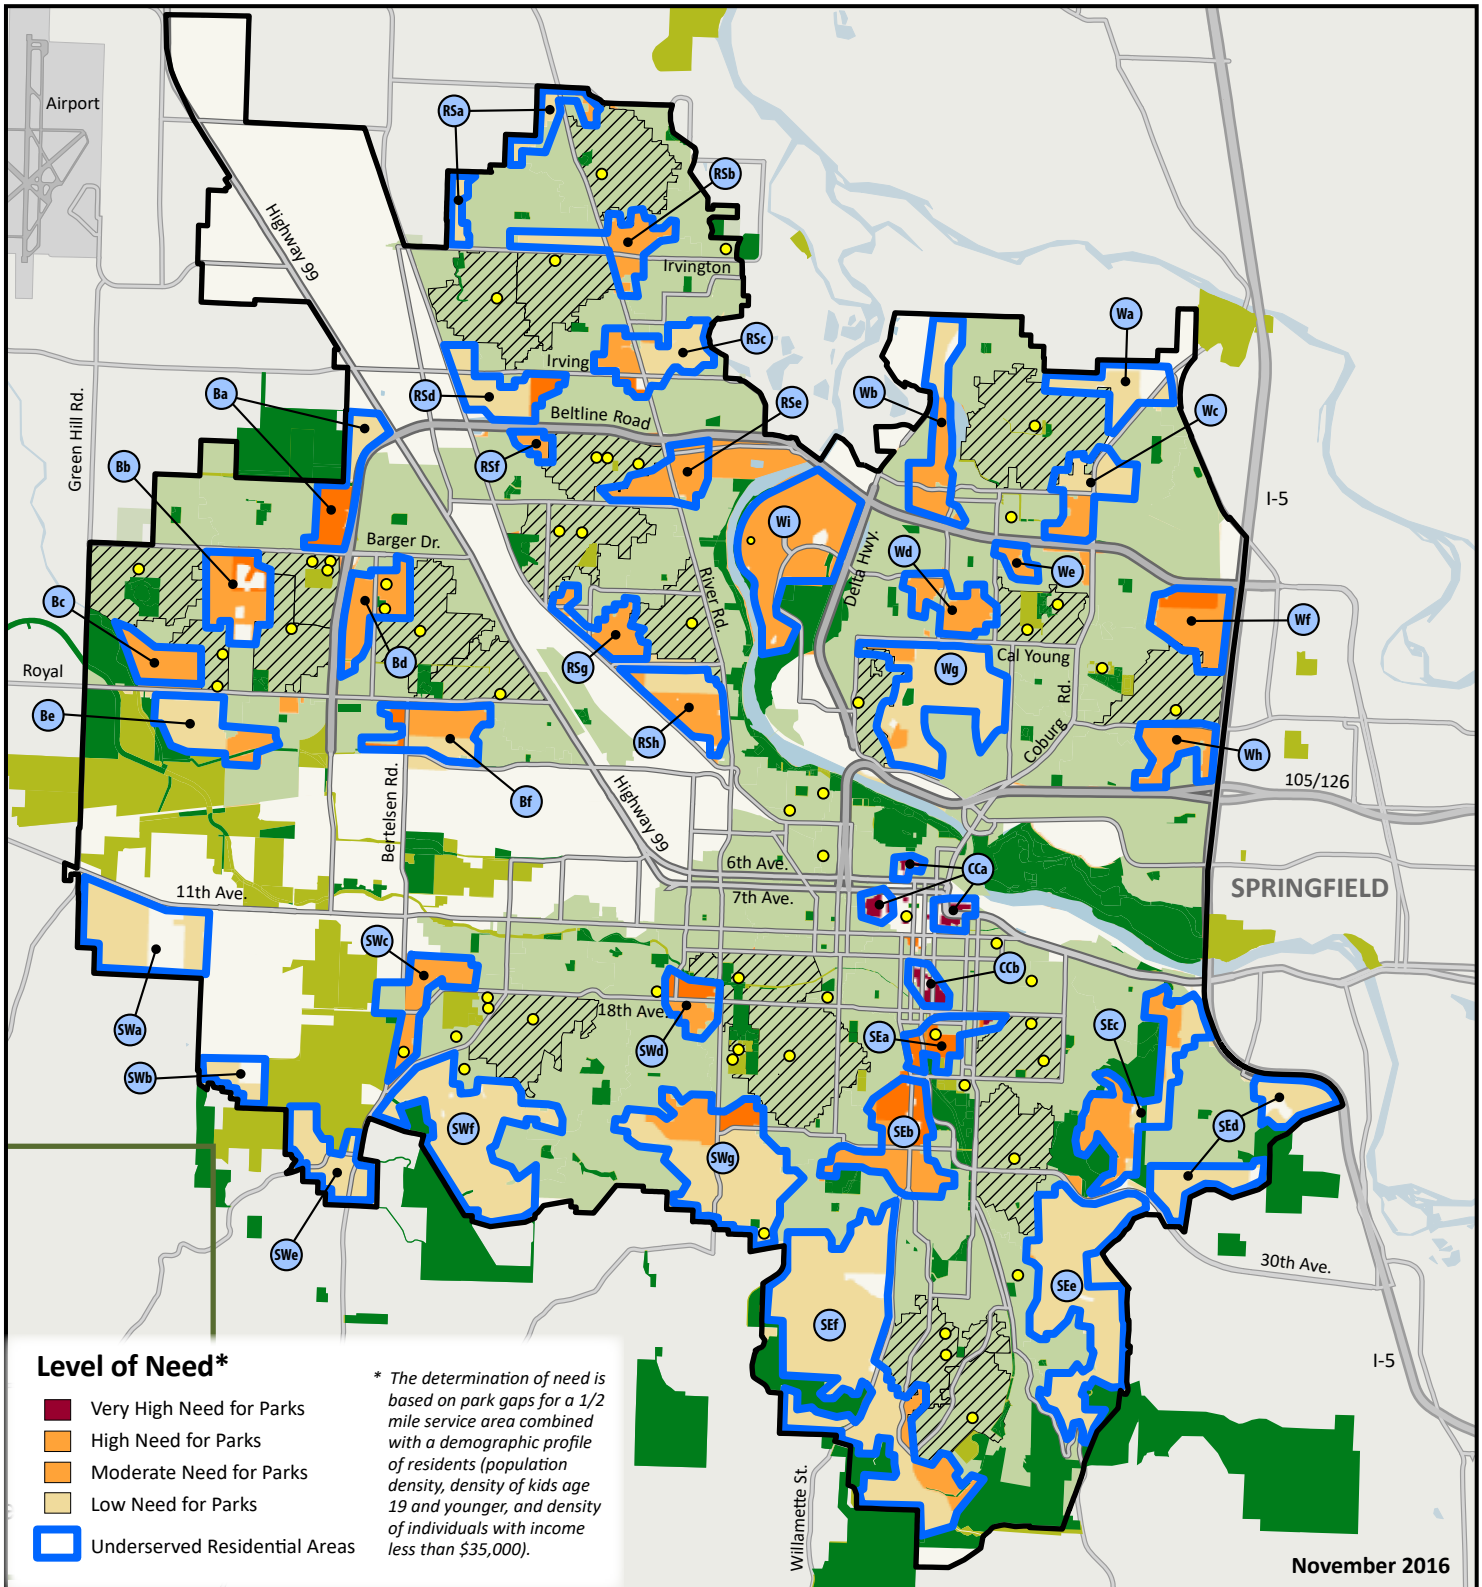 Airport
RSa
RSb
Highway 99
Irvington
Wa
RSc
Irving
Green Hill Rd.
Ba
RSd
RSe
Wb
Wc
Beltline Road
Bb
RSf
I-5
Wi
Barger Dr.
Wd
We
Delta Hwy.
River Rd.
Bc
Wf
RSg
Bd
Cal Young
Royal
Wg
Rd.
Be
RSh
Coburg
Wh
105/126
Bf
Bertelsen Rd.
Highway 99
6th Ave.
CCa
SPRINGFIELD
11th Ave.
7th Ave.
SWc
CCb
18th Ave.
SWa
SEc
SEa
SWd
SWb
SWf
SEb
SEd
SWg
SWe
30th Ave.
SEe
SEf
I-5
Willamette St.
Level of Need*
Very High Need for Parks
High Need for Parks
Moderate Need for Parks
Low Need for Parks
Underserved Residential Areas
* The determination of need is
based on park gaps for a 1/2
mile service area combined
with a demographic profile
of residents (population
density, density of kids age
19 and younger, and density
of individuals with income
less than $35,000).
November 2016